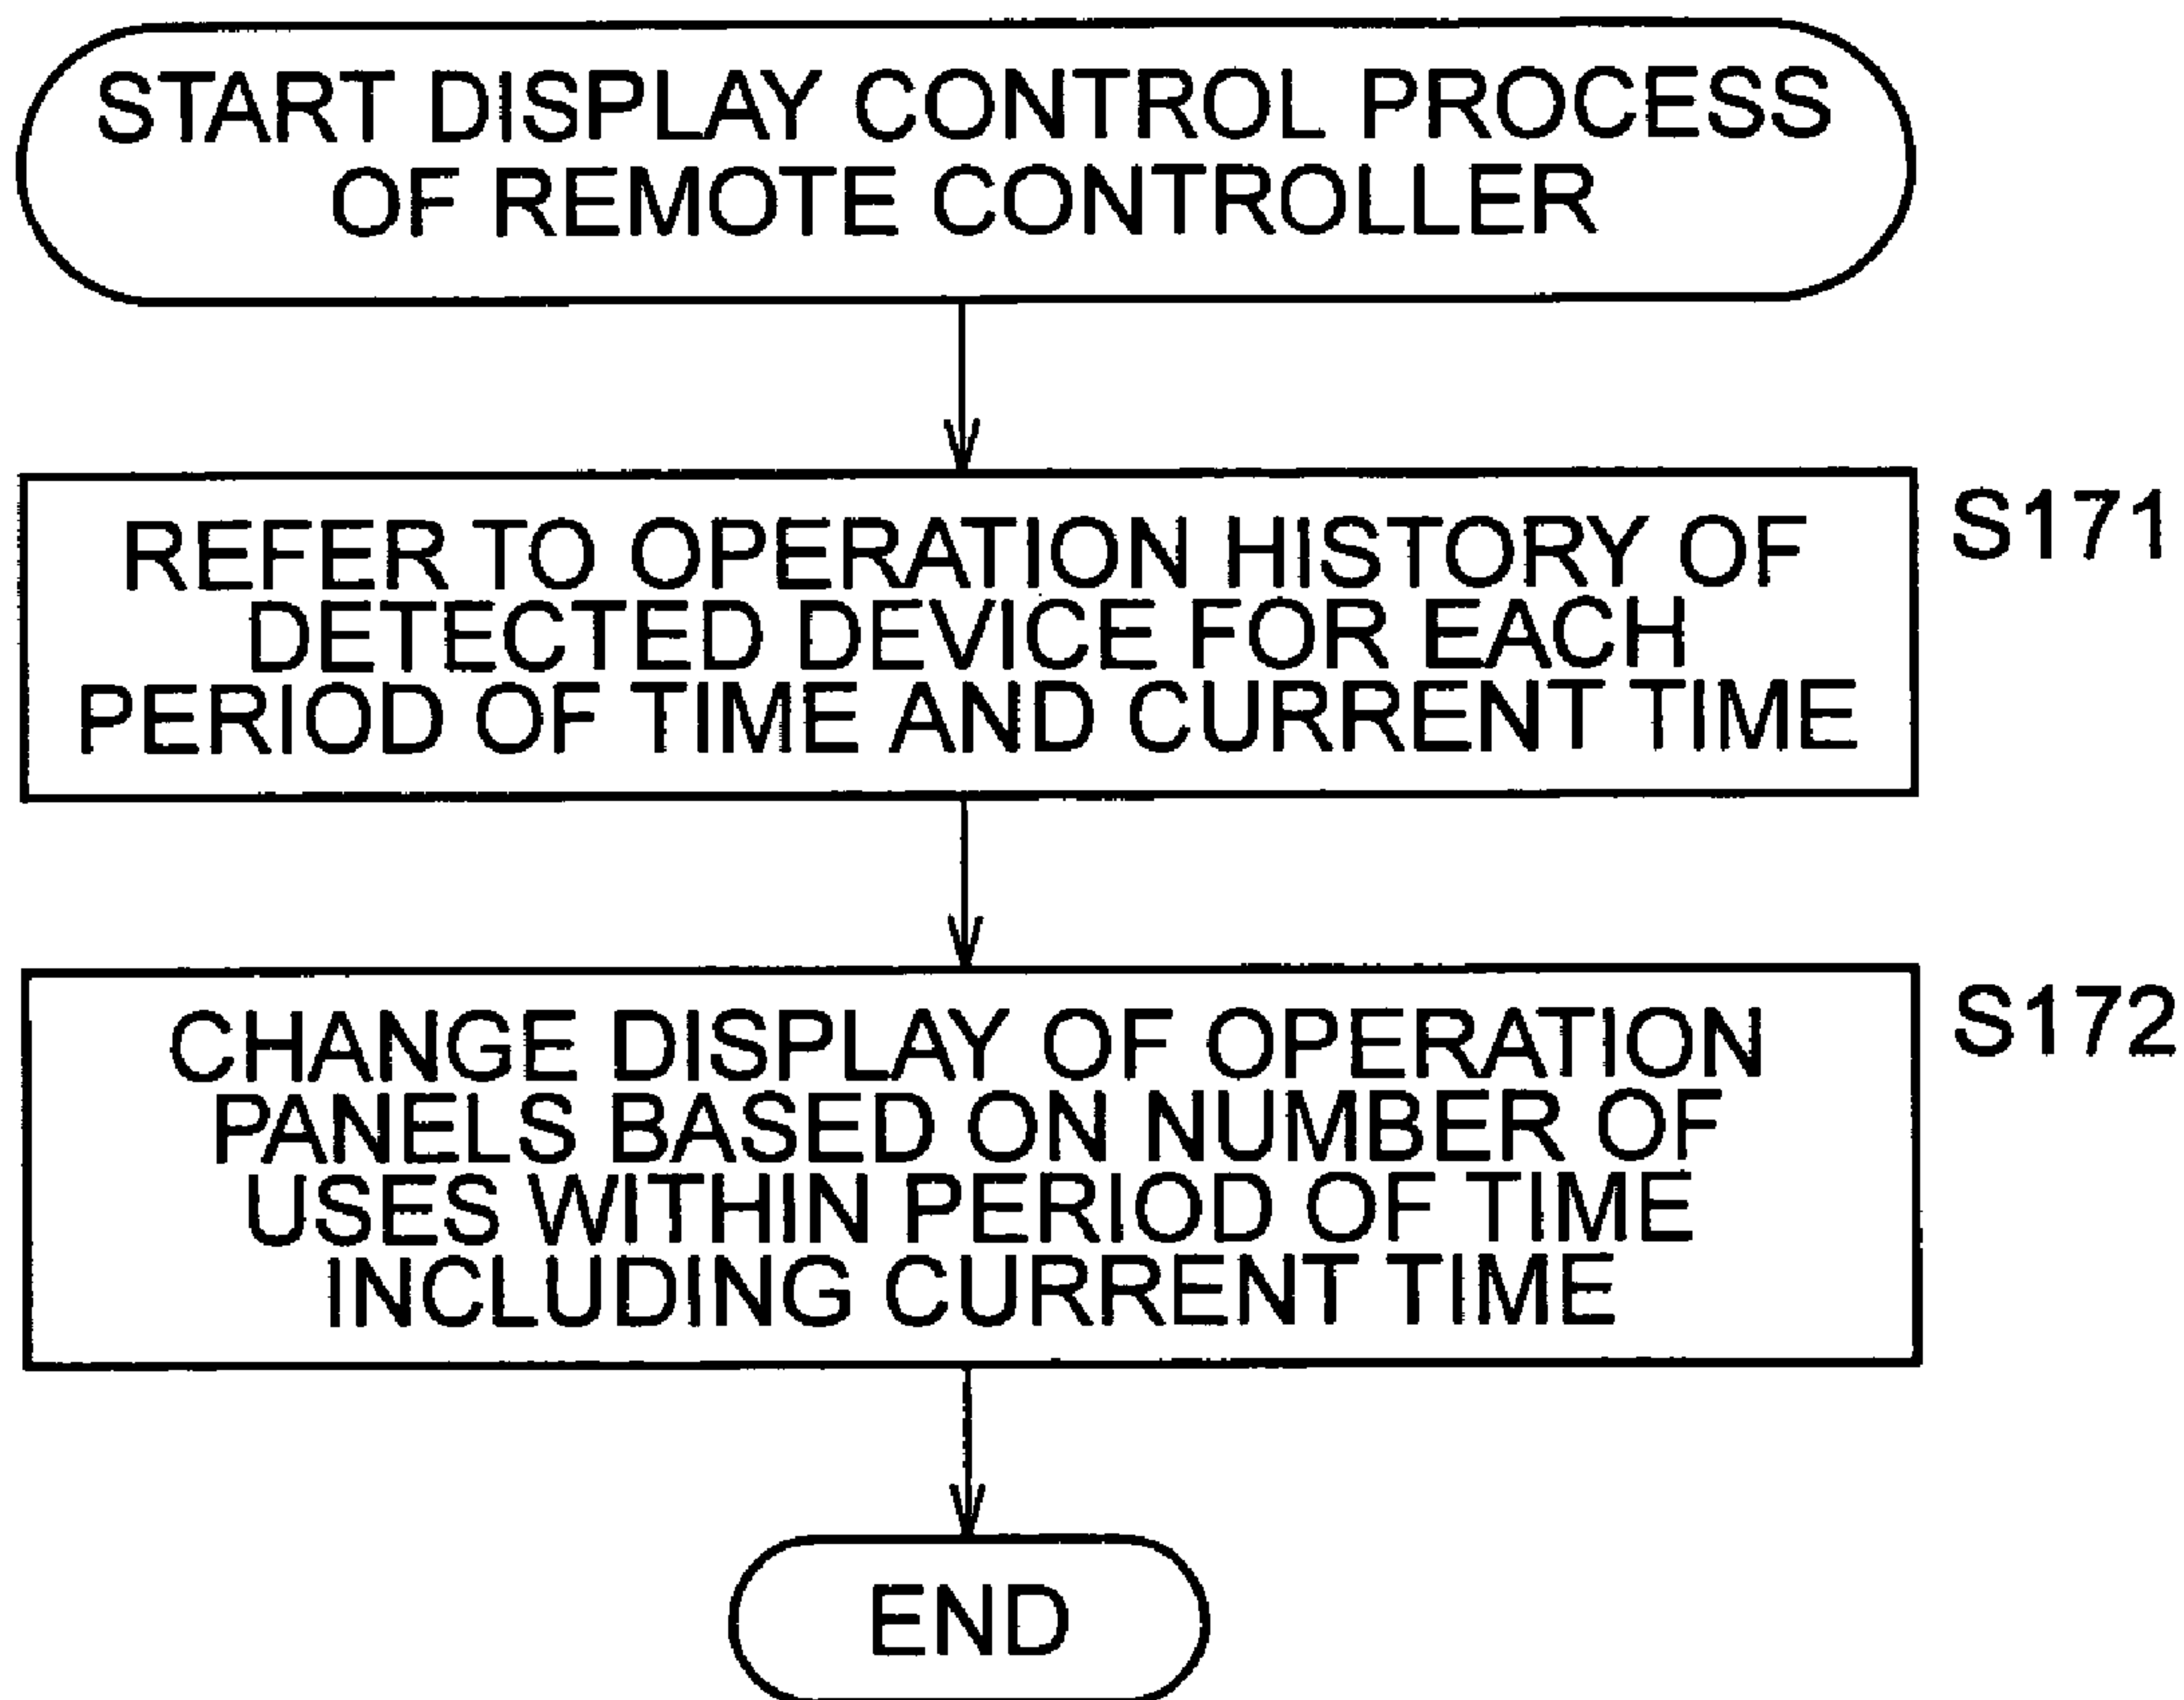 START DISPLAY CONTROL PROCESS
OF REMOTE CONTROLLER
REFER TO OPERATION HISTORY OF
DETECTED DEVICE FOR EACH
PERIOD OF TIME AND CURRENT TIME
S171
CHANGE DISPLAY OF OPERATION
PANELS BASED ON NUMBER OF
USES WITHIN PERIOD OF TIME
INCLUDING CURRENT TIME
S172
END